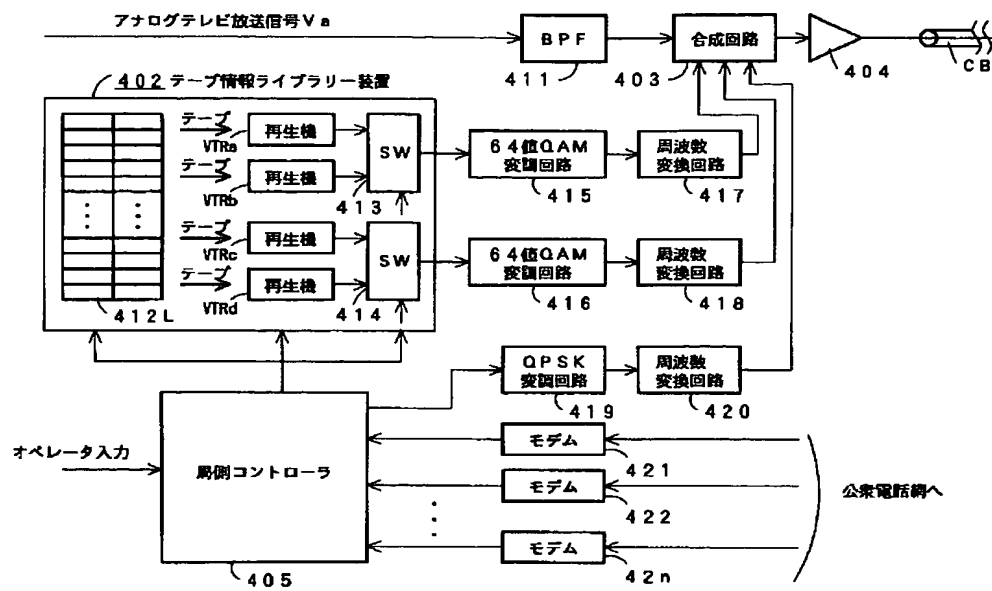 アナログテレビ放送信号Ｖａ
ＢＰＦ
４１１
合成回路
４０３
４０４
ＣＢ
４０２ テープ情報ライブラリー装置
テープ
VTRa
再生機
テープ
VTRb
再生機
ＳＷ
４１３
テープ
VTRc
再生機
テープ
VTRd
再生機
ＳＷ
４１４
４１２Ｌ
６４値ＱＡＭ
変調回路
４１５
周波数
変換回路
４１７
６４値ＱＡＭ
変調回路
４１６
周波数
変換回路
４１８
ＱＰＳＫ
変調回路
４１９
周波数
変換回路
４２０
オペレータ入力
局側コントローラ
４０５
モデム
４２１
モデム
４２２
モデム
４２ｎ
公衆電話網へ